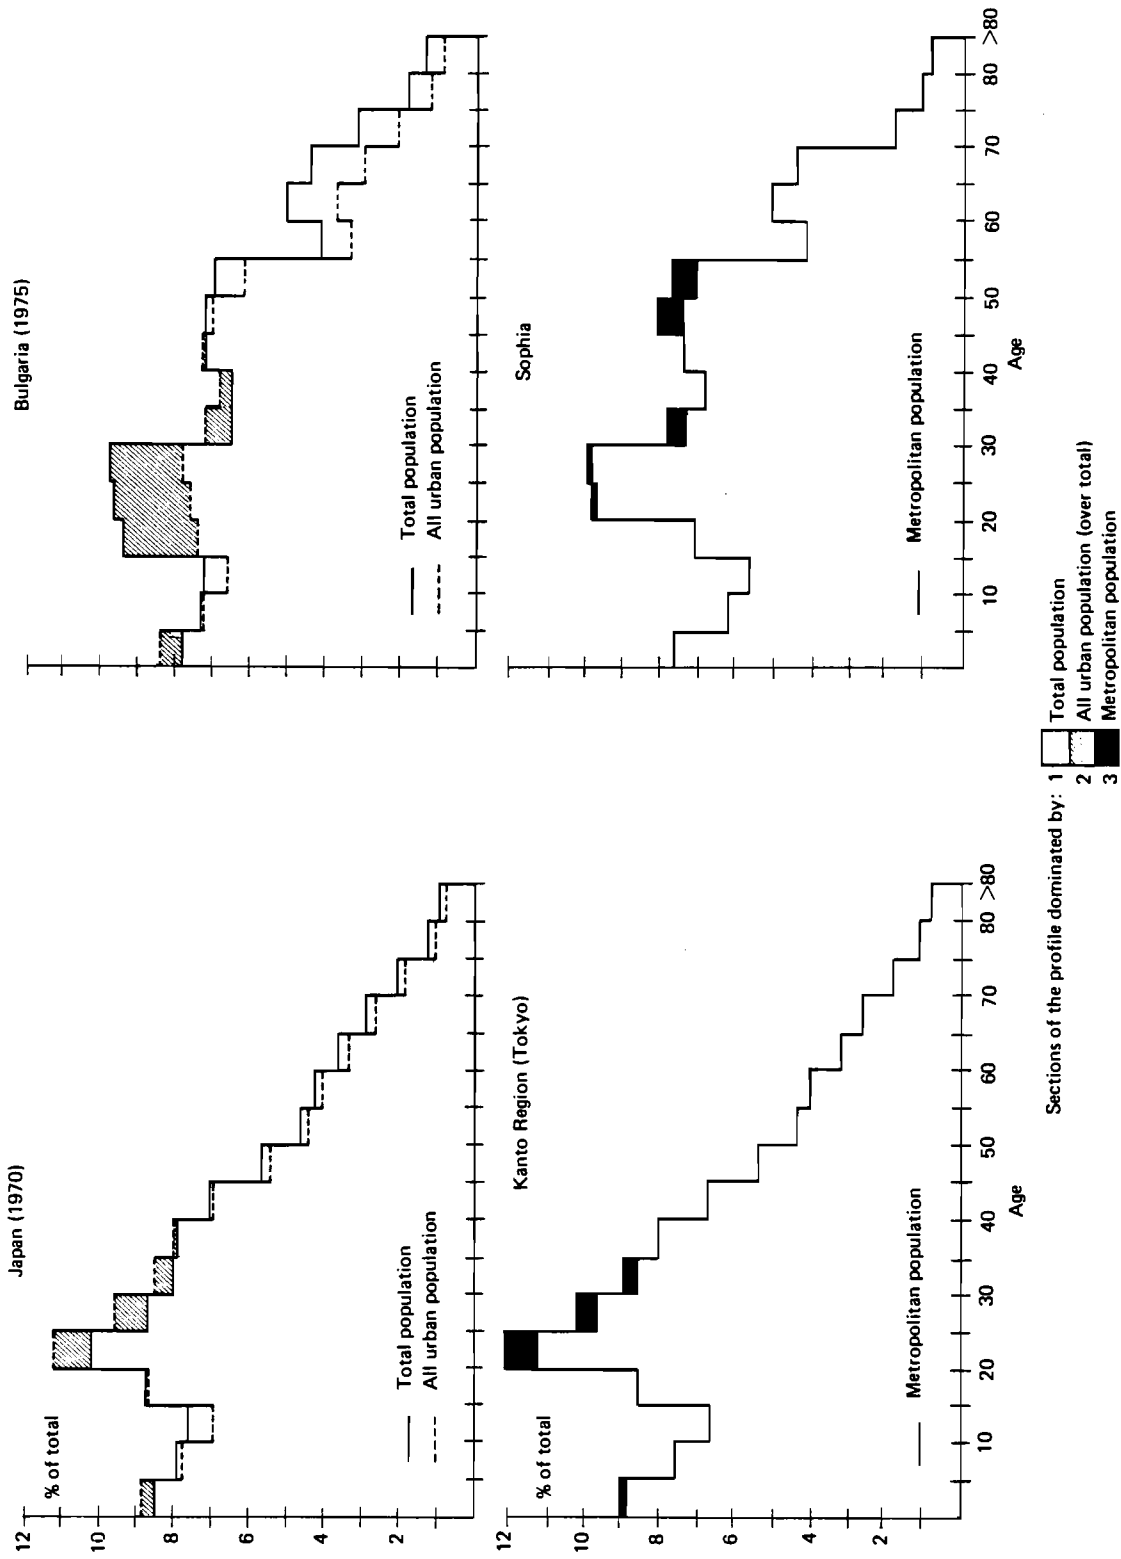 Japan (1970)
% of total
12
10
8
6
4
2
Total population
All urban population
Bulgaria (1975)
Total population
All urban population
Kanto Region (Tokyo)
% of total
12
10
8
6
4
2
Metropolitan population
10
20
30
40
50
60
70
80
>80
Age
Sophia
Metropolitan population
10
20
30
40
50
60
70
80
>80
Age
Sections of the profile dominated by: 1 Total population
2 All urban population (over total)
3 Metropolitan population